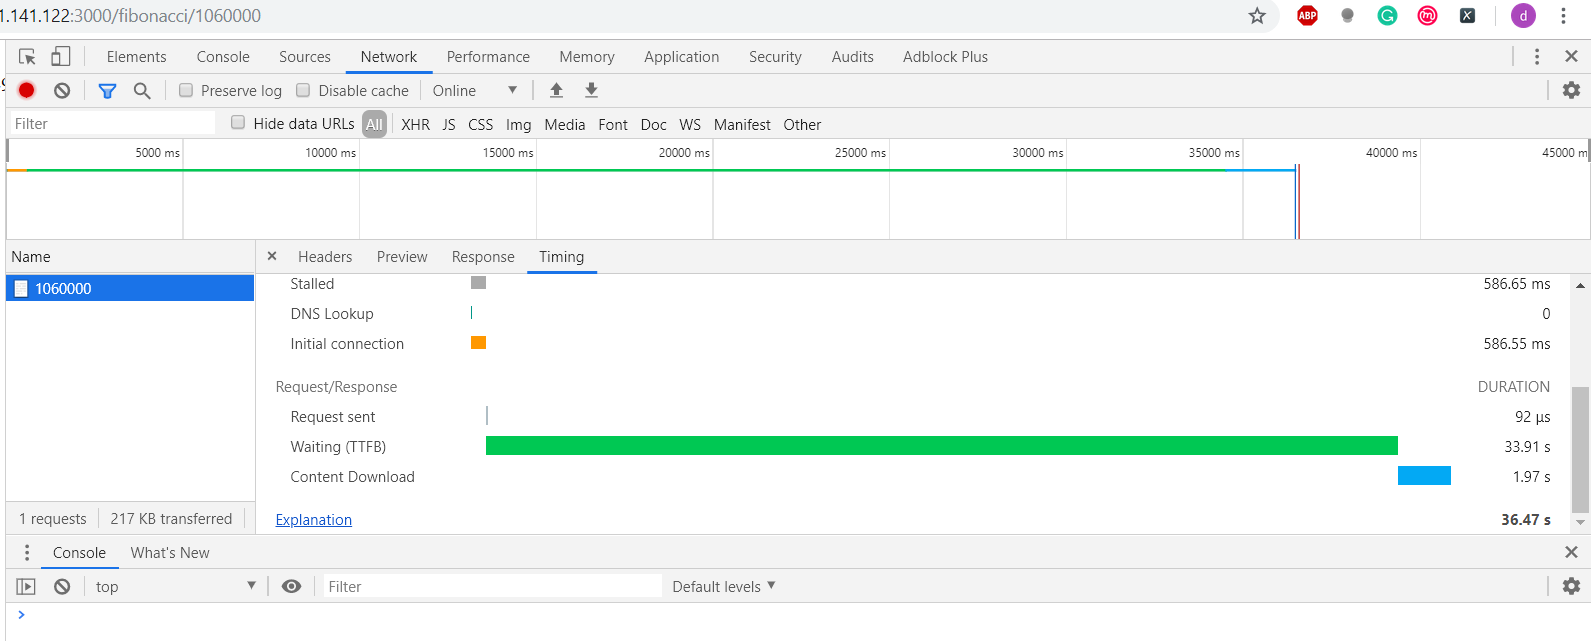 1.141.122:3000/fibonacci/1060000
ABP
G
m
X
d
Elements Console Sources Network Performance Memory Application Security Audits Adblock Plus
Preserve log Disable cache Online
Filter Hide data URLs All XHR JS CSS Img Media Font Doc WS Manifest Other
5000 ms 10000 ms 15000 ms 20000 ms 25000 ms 30000 ms 35000 ms 40000 ms 45000 m
Name × Headers Preview Response Timing
1060000
Stalled 586.65 ms
DNS Lookup 0
Initial connection 586.55 ms
Request/Response DURATION
Request sent 92 μs
Waiting (TTFB) 33.91 s
Content Download 1.97 s
1 requests 217 KB transferred Explanation 36.47 s
Console What's New
top Filter Default levels